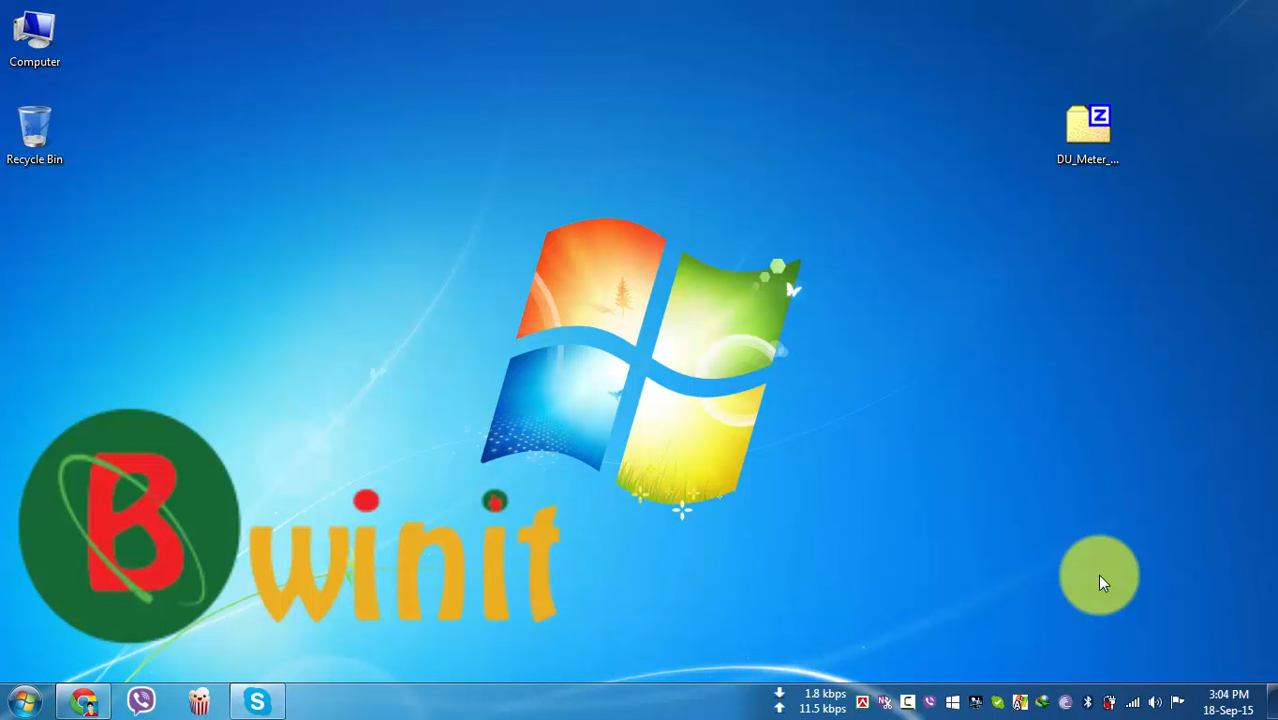 Computer
Recycle Bin
DU_Meter_...
B winit
1.8 kbps
11.5 kbps
3:04 PM
18-Sep-15